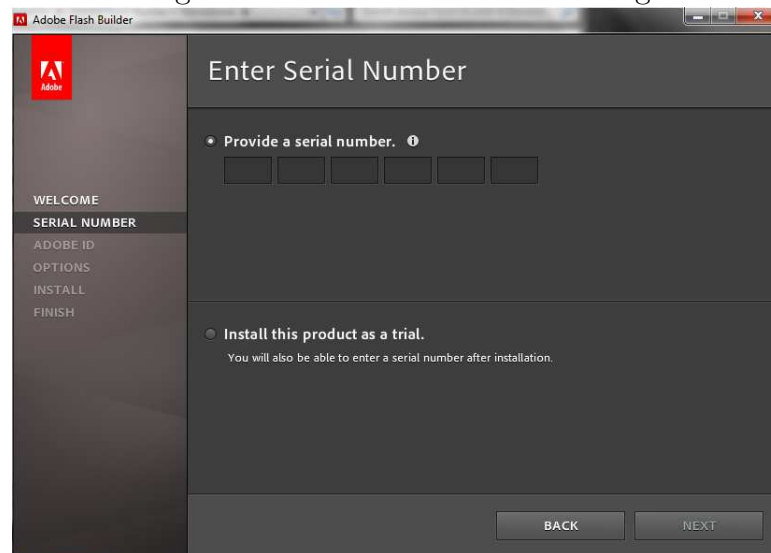 Adobe Flash Builder
Adobe
Enter Serial Number
Provide a serial number.
WELCOME
SERIAL NUMBER
ADOBE ID
OPTIONS
INSTALL
FINISH
Install this product as a trial.
You will also be able to enter a serial number after installation.
BACK NEXT